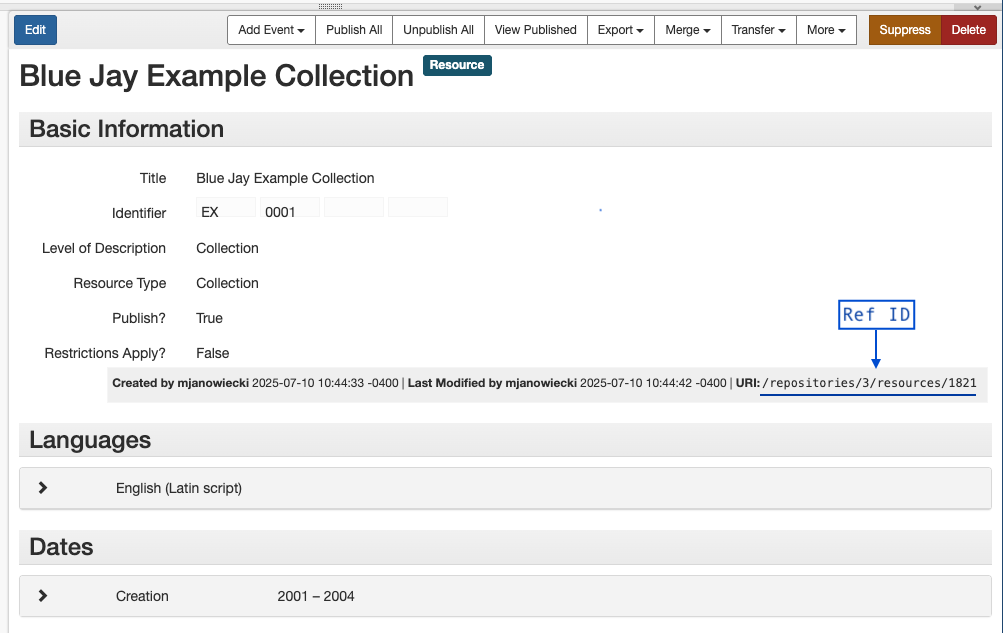 Edit Add Event Publish All Unpublish All View Published Export Merge Transfer More Suppress Delete
Blue Jay Example Collection Resource
Basic Information
Title Blue Jay Example Collection
Identifier EX 0001
Level of Description Collection
Resource Type Collection
Publish? True
Ref ID
Restrictions Apply? False
Created by mjanowiecki 2025-07-10 10:44:33 -0400 | Last Modified by mjanowiecki 2025-07-10 10:44:42 -0400 | URI: /repositories/3/resources/1821
Languages
English (Latin script)
Dates
Creation 2001 – 2004